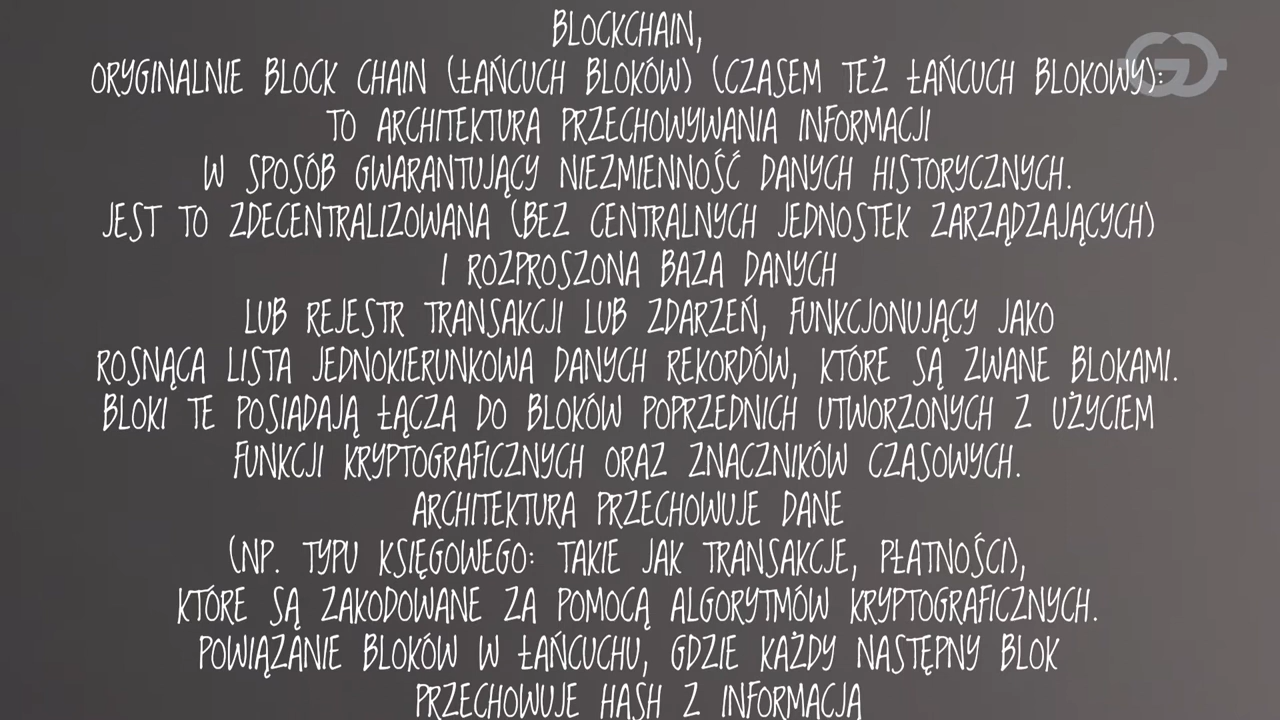 BLOCKCHAIN,
ORYGINALNIE BLOCK CHAIN (ŁAŃCUCH BLOKÓW) (CZASEM TEŻ ŁAŃCUCH BLOKOWY):
TO ARCHITEKTURA PRZECHOWYWANIA INFORMACJI
W SPOSÓB GWARANTUJĄCY NIEZMIENNOŚĆ DANYCH HISTORYCZNYCH.
JEST TO ZDECENTRALIZOWANA (BEZ CENTRALNYCH JEDNOSTEK ZARZĄDZAJĄCYCH)
I ROZPROSZONA BAZA DANYCH
LUB REJESTR TRANSAKCJI LUB ZDARZEŃ, FUNKCJONUJĄCY JAKO
ROSNĄCA LISTA JEDNOKIERUNKOWA DANYCH REKORDÓW, KTÓRE SĄ ZWANE BLOKAMI.
BLOKI TE POSIADAJĄ ŁĄCZA DO BLOKÓW POPRZEDNICH UTWORZONYCH Z UŻYCIEM
FUNKCJI KRYPTOGRAFICZNYCH ORAZ ZNACZNIKÓW CZASOWYCH.
ARCHITEKTURA PRZECHOWUJE DANE
(NP. TYPU KSIĘGOWEGO: TAKIE JAK TRANSAKCJE, PŁATNOŚCI),
KTÓRE SĄ ZAKODOWANE ZA POMOCĄ ALGORYTMÓW KRYPTOGRAFICZNYCH.
POWIĄZANIE BLOKÓW W ŁAŃCUCHU, GDZIE KAŻDY NASTĘPNY BLOK
PRZECHOWUJE HASH Z INFORMACJĄ